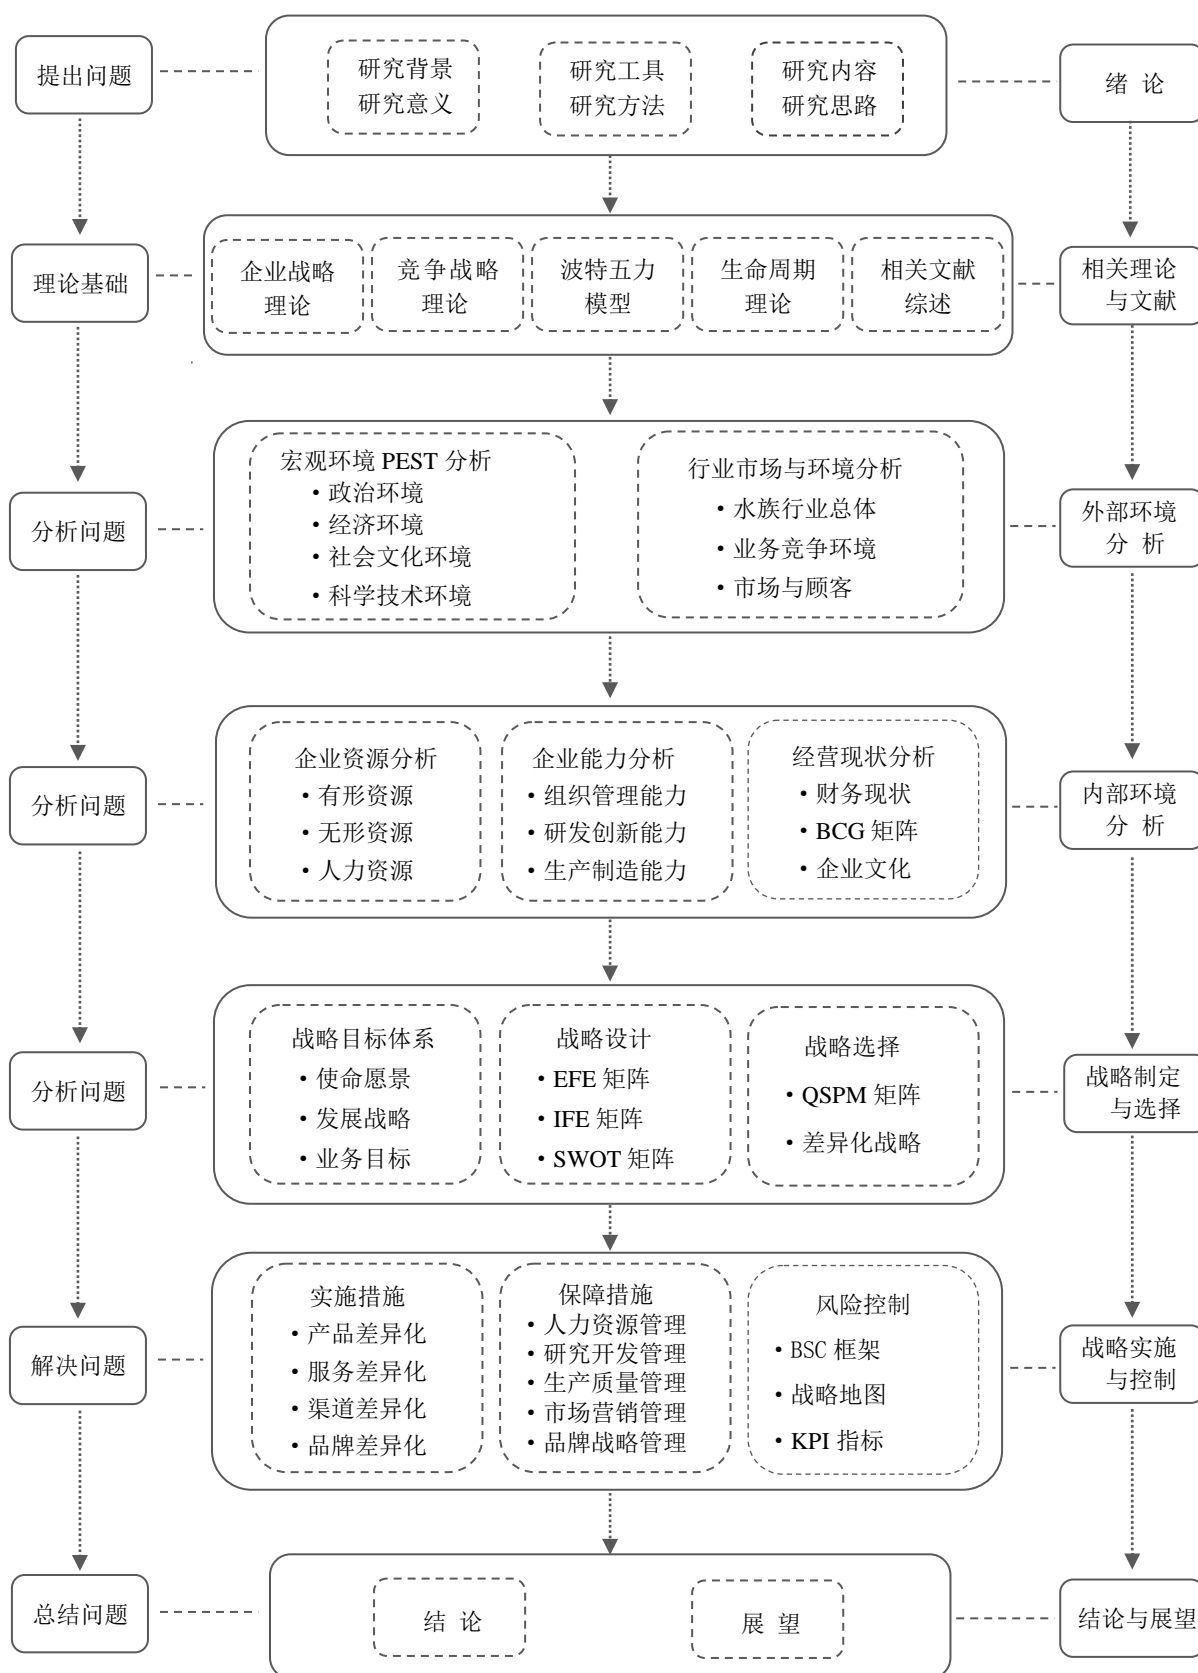 提出问题
研究背景
研究意义
研究工具
研究方法
研究内容
研究思路
绪 论
理论基础
企业战略
理论
竞争战略
理论
波特五力
模型
生命周期
理论
相关文献
综述
相关理论
与文献
分析问题
宏观环境 PEST 分析
• 政治环境
• 经济环境
• 社会文化环境
• 科学技术环境
行业市场与环境分析
• 水族行业总体
• 业务竞争环境
• 市场与顾客
外部环境
分 析
分析问题
企业资源分析
• 有形资源
• 无形资源
• 人力资源
企业能力分析
• 组织管理能力
• 研发创新能力
• 生产制造能力
经营现状分析
• 财务现状
• BCG 矩阵
• 企业文化
内部环境
分 析
分析问题
战略目标体系
• 使命愿景
• 发展战略
• 业务目标
战略设计
• EFE 矩阵
• IFE 矩阵
• SWOT 矩阵
战略选择
• QSPM 矩阵
• 差异化战略
战略制定
与选择
解决问题
实施措施
• 产品差异化
• 服务差异化
• 渠道差异化
• 品牌差异化
保障措施
• 人力资源管理
• 研究开发管理
• 生产质量管理
• 市场营销管理
• 品牌战略管理
风险控制
• BSC 框架
• 战略地图
• KPI 指标
战略实施
与控制
总结问题
结 论
展 望
结论与展望